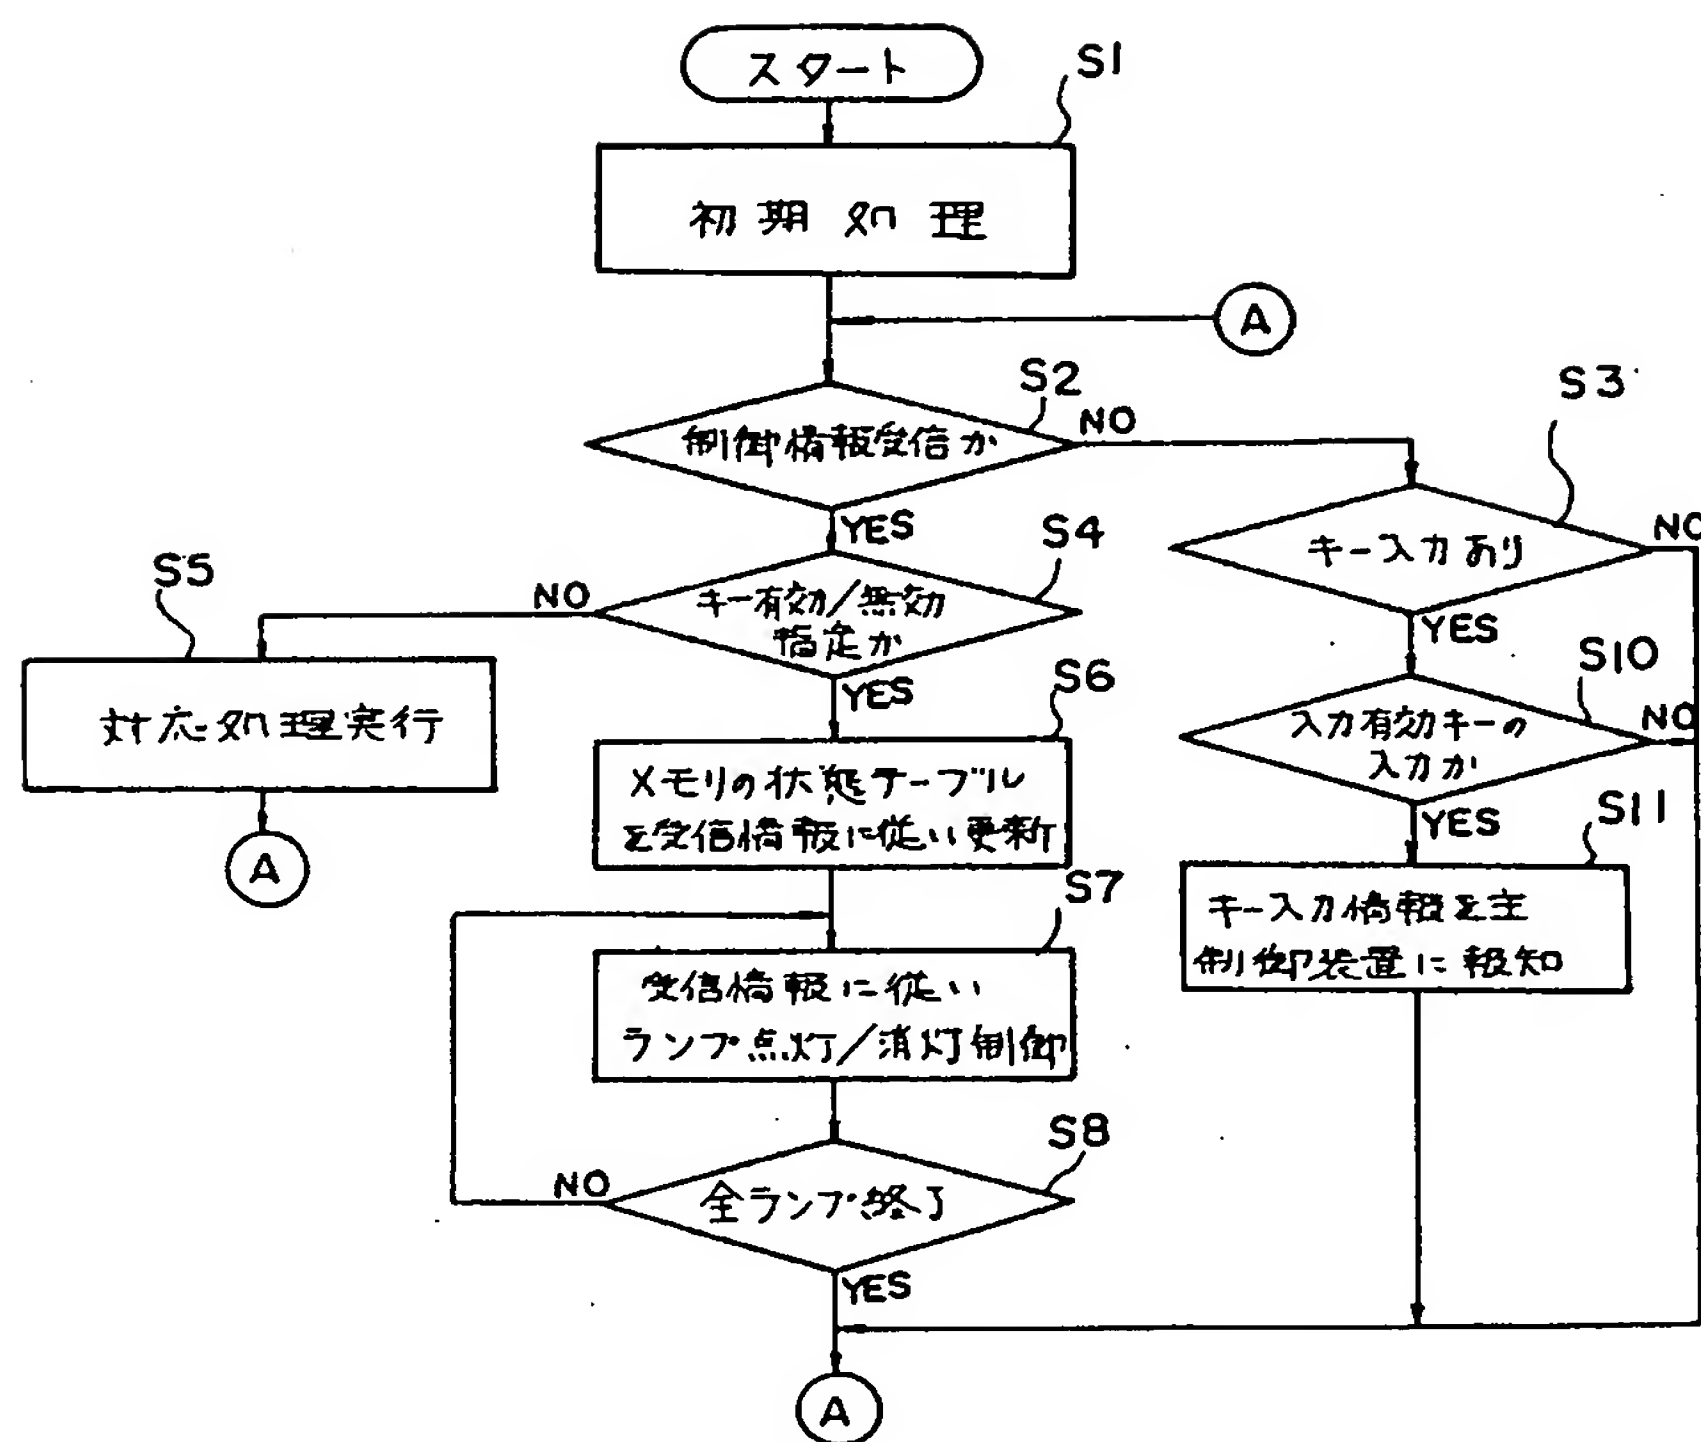 スタート
S1
初期処理
A
S2
制御情報受信か
NO
YES
S3
キー入力あり
NO
YES
S4
キー有効/無効
指定か
NO
YES
S5
対応処理実行
A
S6
メモリの状態テーブル
を受信情報に従い更新
S10
入力有効キーの
入力か
NO
YES
S11
キー入力情報を主
制御装置に報知
S7
受信情報に従い
ランプ点灯/消灯制御
S8
全ランプ終了
NO
YES
A